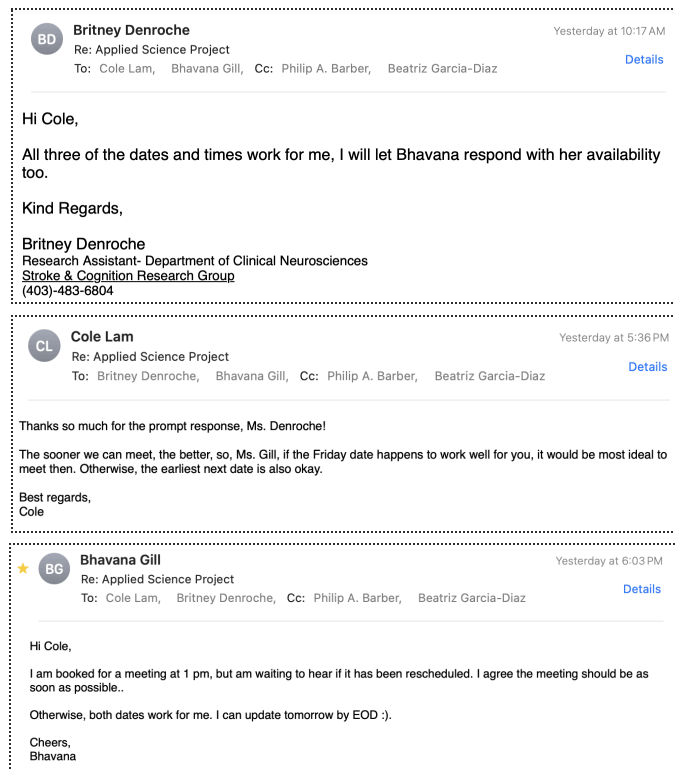 BD
Britney Denroche
Yesterday at 10:17 AM
Re: Applied Science Project
Details
To: Cole Lam, Bhavana Gill, Cc: Philip A. Barber, Beatriz Garcia-Diaz
Hi Cole,
All three of the dates and times work for me, I will let Bhavana respond with her availability
too.
Kind Regards,
Britney Denroche
Research Assistant- Department of Clinical Neurosciences
Stroke & Cognition Research Group
(403)-483-6804
CL
Cole Lam
Yesterday at 5:36 PM
Re: Applied Science Project
Details
To: Britney Denroche, Bhavana Gill, Cc: Philip A. Barber, Beatriz Garcia-Diaz
Thanks so much for the prompt response, Ms. Denroche!
The sooner we can meet, the better, so, Ms. Gill, if the Friday date happens to work well for you, it would be most ideal to
meet then. Otherwise, the earliest next date is also okay.
Best regards,
Cole
BG
Bhavana Gill
Yesterday at 6:03 PM
Re: Applied Science Project
Details
To: Cole Lam, Britney Denroche, Cc: Philip A. Barber, Beatriz Garcia-Diaz
Hi Cole,
I am booked for a meeting at 1 pm, but am waiting to hear if it has been rescheduled. I agree the meeting should be as
soon as possible..
Otherwise, both dates work for me. I can update tomorrow by EOD :).
Cheers,
Bhavana